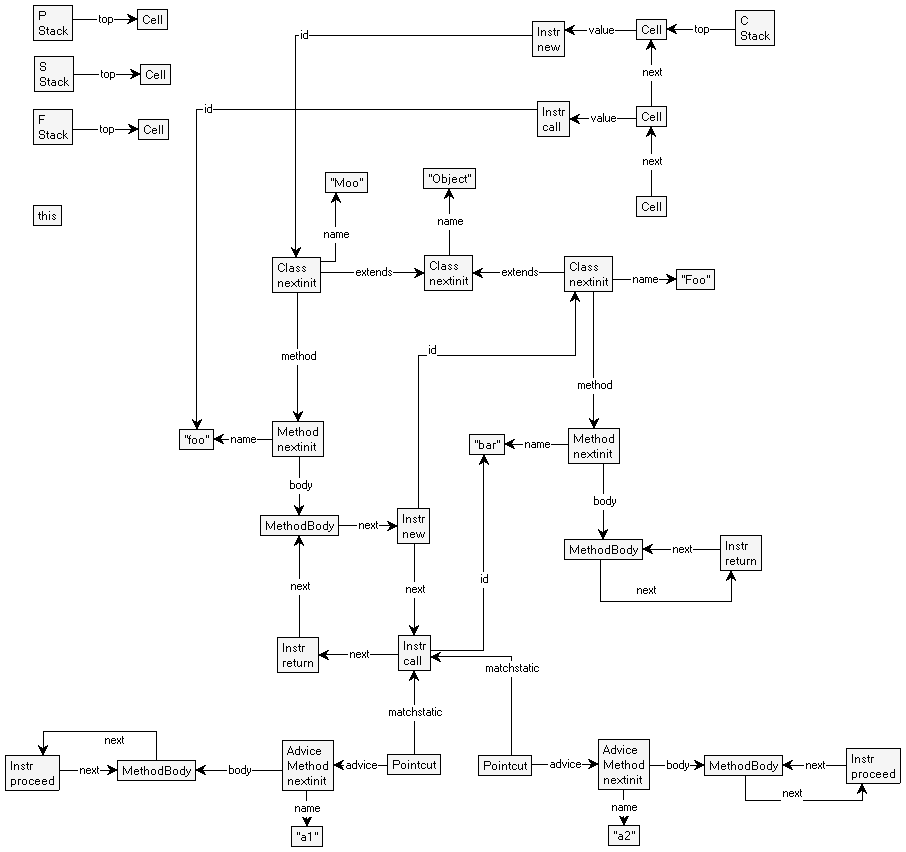 P
Stack
top
Cell
C
Stack
top
Cell
value
Instr
new
id
S
Stack
top
Cell
next
id
Instr
call
value
Cell
F
Stack
top
Cell
next
"Moo"
"Object"
Cell
this
name
name
Class
nextinit
extends
Class
nextinit
extends
Class
nextinit
name
"Foo"
method
id
method
"foo"
name
Method
nextinit
"bar"
name
Method
nextinit
body
body
MethodBody
next
Instr
new
MethodBody
next
Instr
return
next
next
id
next
Instr
return
next
Instr
call
matchstatic
matchstatic
next
Instr
proceed
next
MethodBody
body
Advice
Method
nextinit
advice
Pointcut
Pointcut
advice
Advice
Method
nextinit
body
MethodBody
next
Instr
proceed
next
name
name
"a1"
"a2"